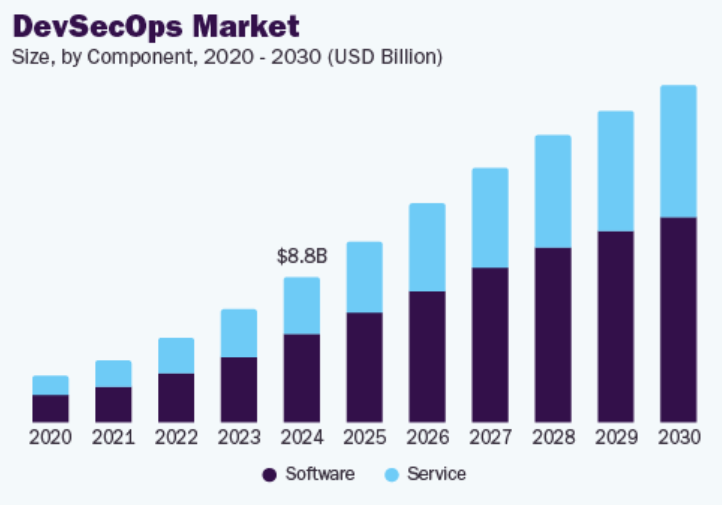 DevSecOps Market
Size, by Component, 2020 - 2030 (USD Billion)
$8.8B
2020 2021 2022 2023 2024 2025 2026 2027 2028 2029 2030
Software Service